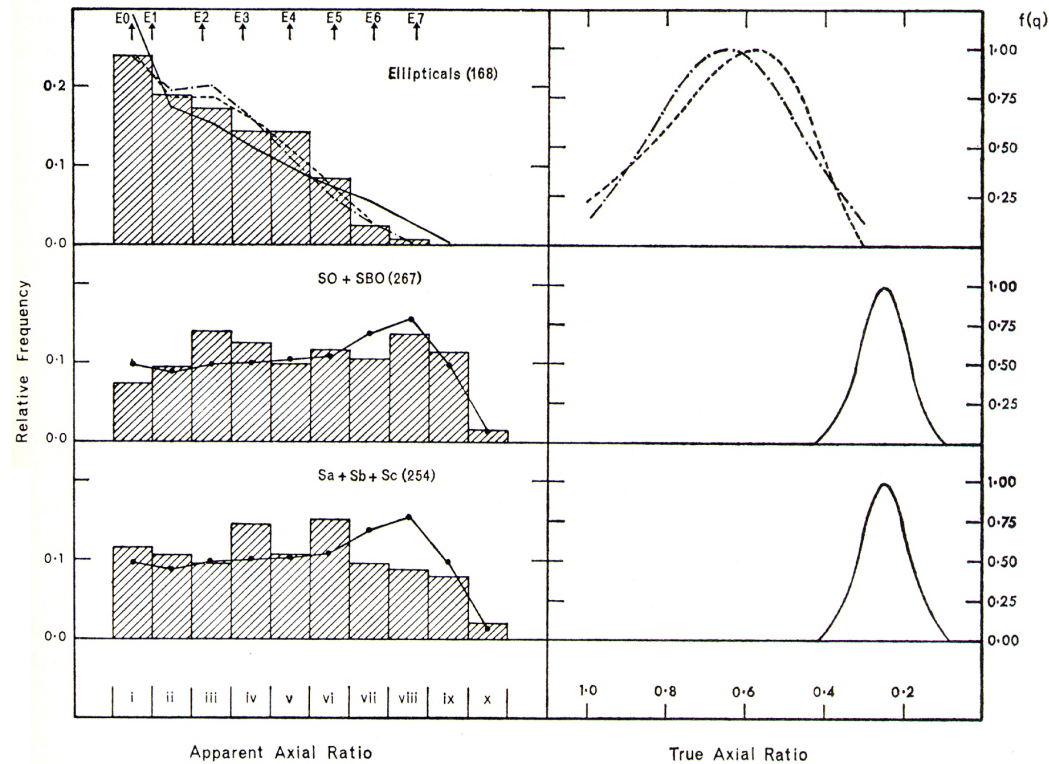 E0 E1 E2 E3 E4 E5 E6 E7
f(q)
Ellipticals (168)
0·2
0·1
0·0
1·00
0·75
0·50
0·25
SO + SBO (267)
0·1
0·0
1·00
0·75
0·50
0·25
Sa + Sb + Sc (254)
0·1
0·0
1·00
0·75
0·50
0·25
0·00
Relative Frequency
i ii iii iv v vi vii viii ix x
1·0 0·8 0·6 0·4 0·2
Apparent Axial Ratio
True Axial Ratio